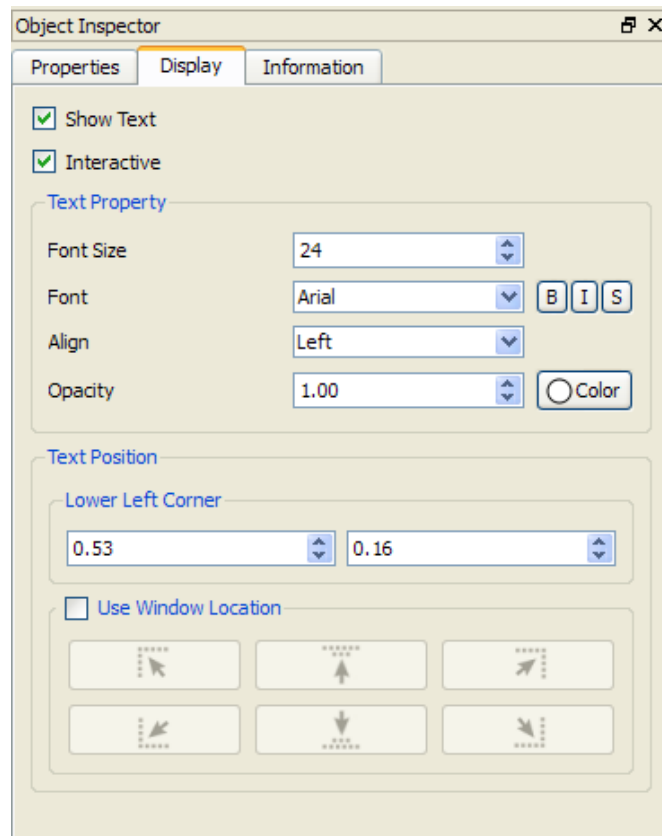 Object Inspector
Properties Display Information
Show Text
Interactive
Text Property
Font Size 24
Font Arial B I S
Align Left
Opacity 1.00 Color
Text Position
Lower Left Corner
0.53 0.16
Use Window Location